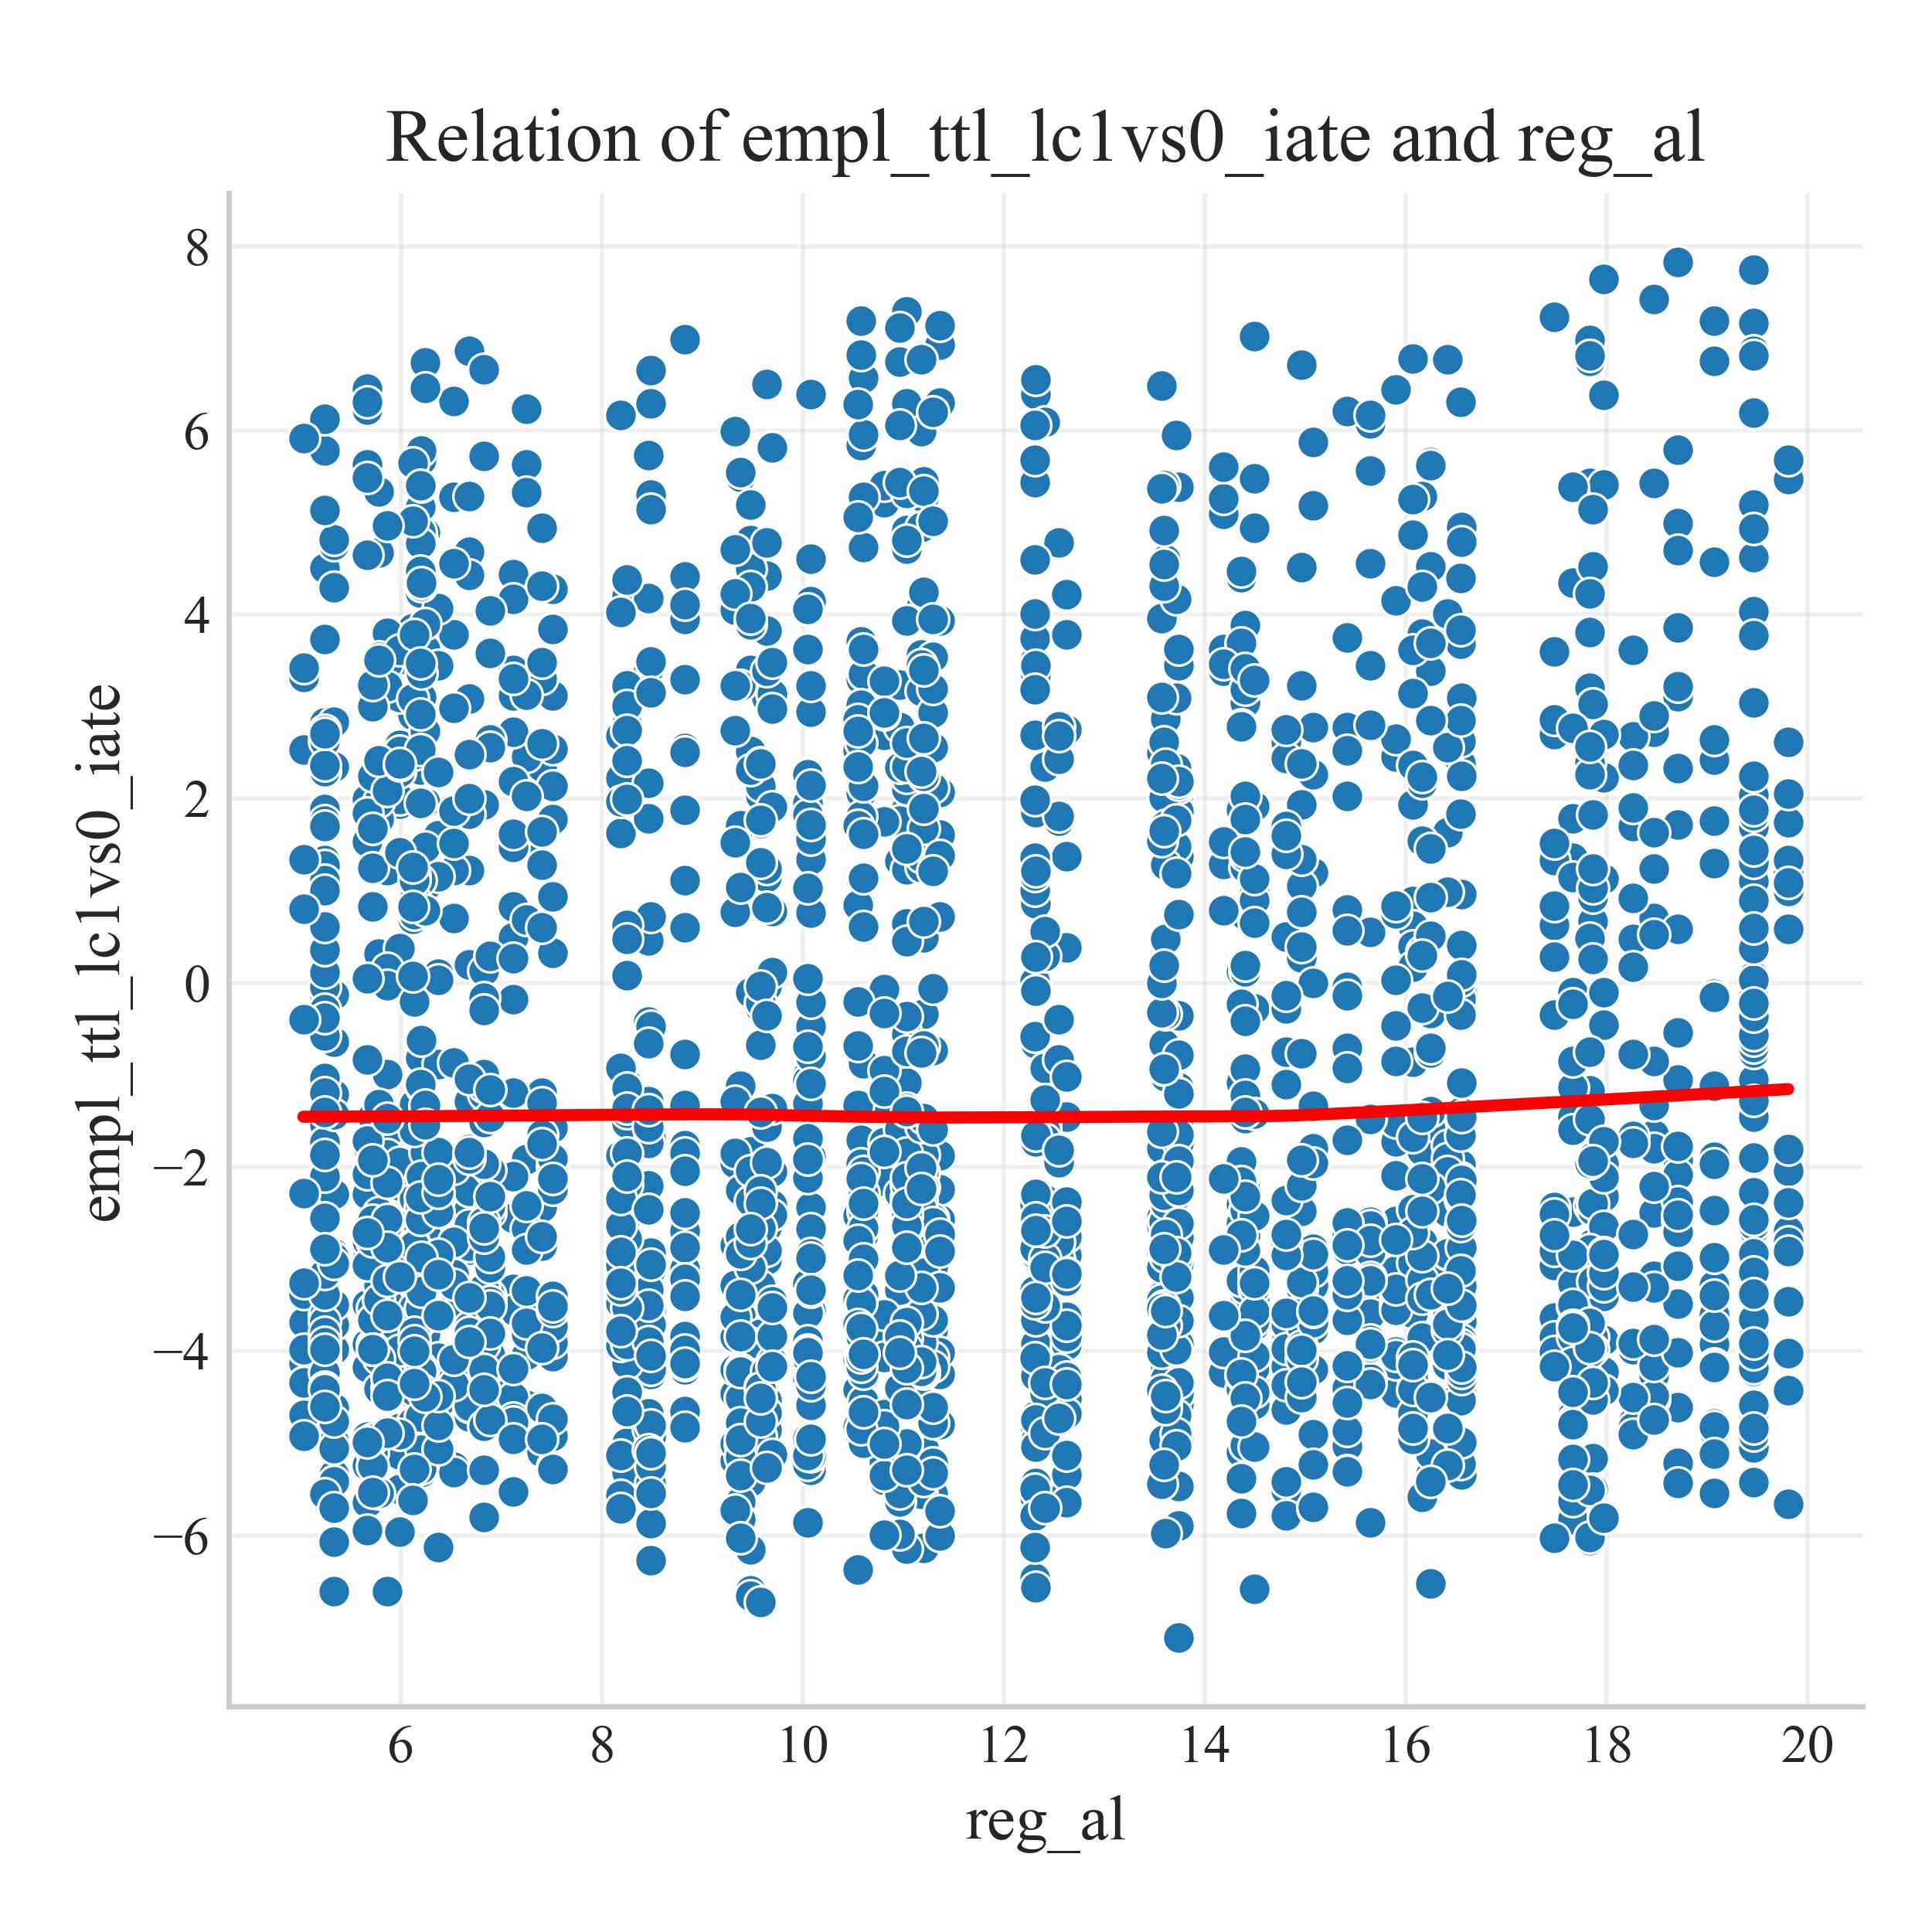 Relation of empl_ttl_lc1vs0_iate and reg_al
empl_ttl_lc1vs0_iate
8
6
4
2
0
−2
−4
−6
6 8 10 12 14 16 18 20
reg_al